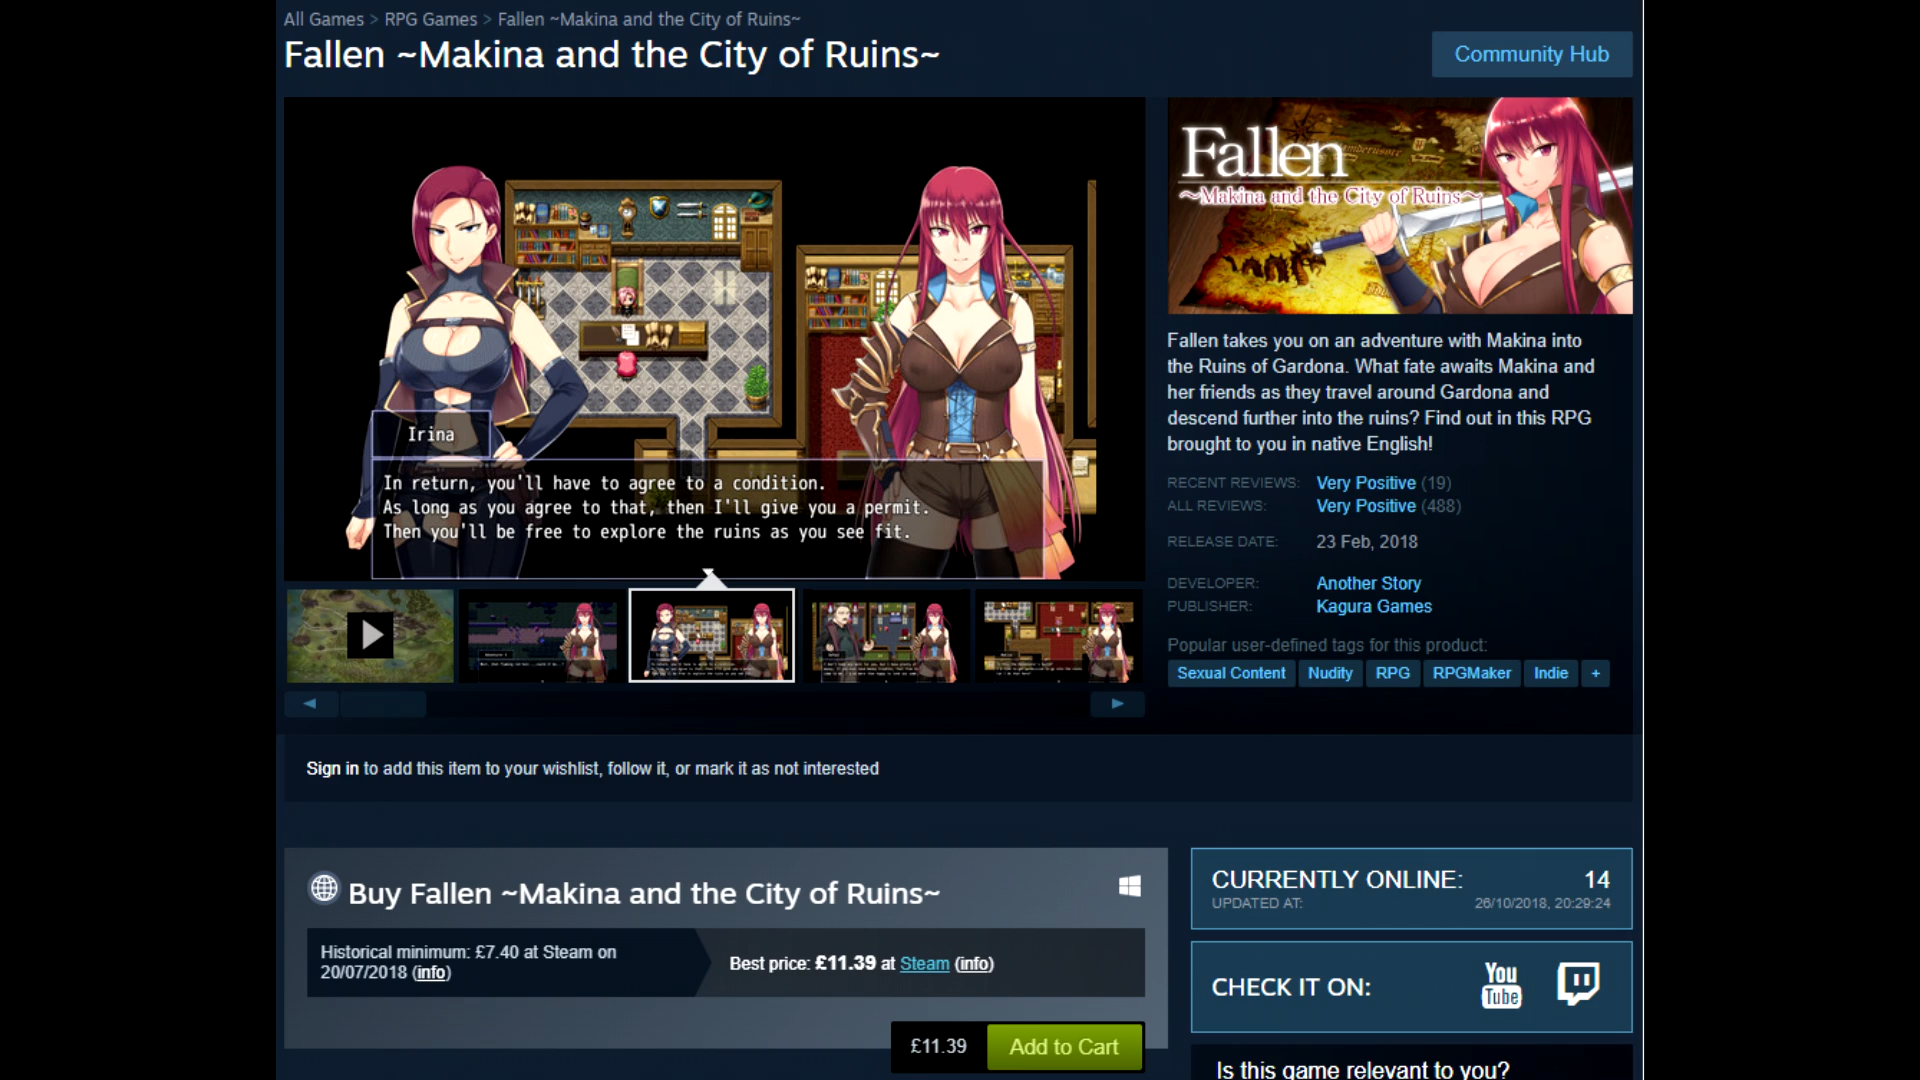 All Games > RPG Games > Fallen ~Makina and the City of Ruins~
Fallen ~Makina and the City of Ruins~
Community Hub
Irina
In return, you'll have to agree to a condition.
As long as you agree to that, then I'll give you a permit.
Then you'll be free to explore the ruins as you see fit.
Fallen
~Makina and the City of Ruins~
Fallen takes you on an adventure with Makina into
the Ruins of Gardona. What fate awaits Makina and
her friends as they travel around Gardona and
descend further into the ruins? Find out in this RPG
brought to you in native English!
RECENT REVIEWS: Very Positive (19)
ALL REVIEWS: Very Positive (488)
RELEASE DATE: 23 Feb, 2018
DEVELOPER: Another Story
PUBLISHER: Kagura Games
Popular user-defined tags for this product:
Sexual Content Nudity RPG RPGMaker Indie +
Sign in to add this item to your wishlist, follow it, or mark it as not interested
Buy Fallen ~Makina and the City of Ruins~
Historical minimum: £7.40 at Steam on
20/07/2018 (info)
Best price: £11.39 at Steam (info)
£11.39 Add to Cart
CURRENTLY ONLINE: 14
UPDATED AT: 26/10/2018, 20:29:24
CHECK IT ON: You Tube
Is this game relevant to you?